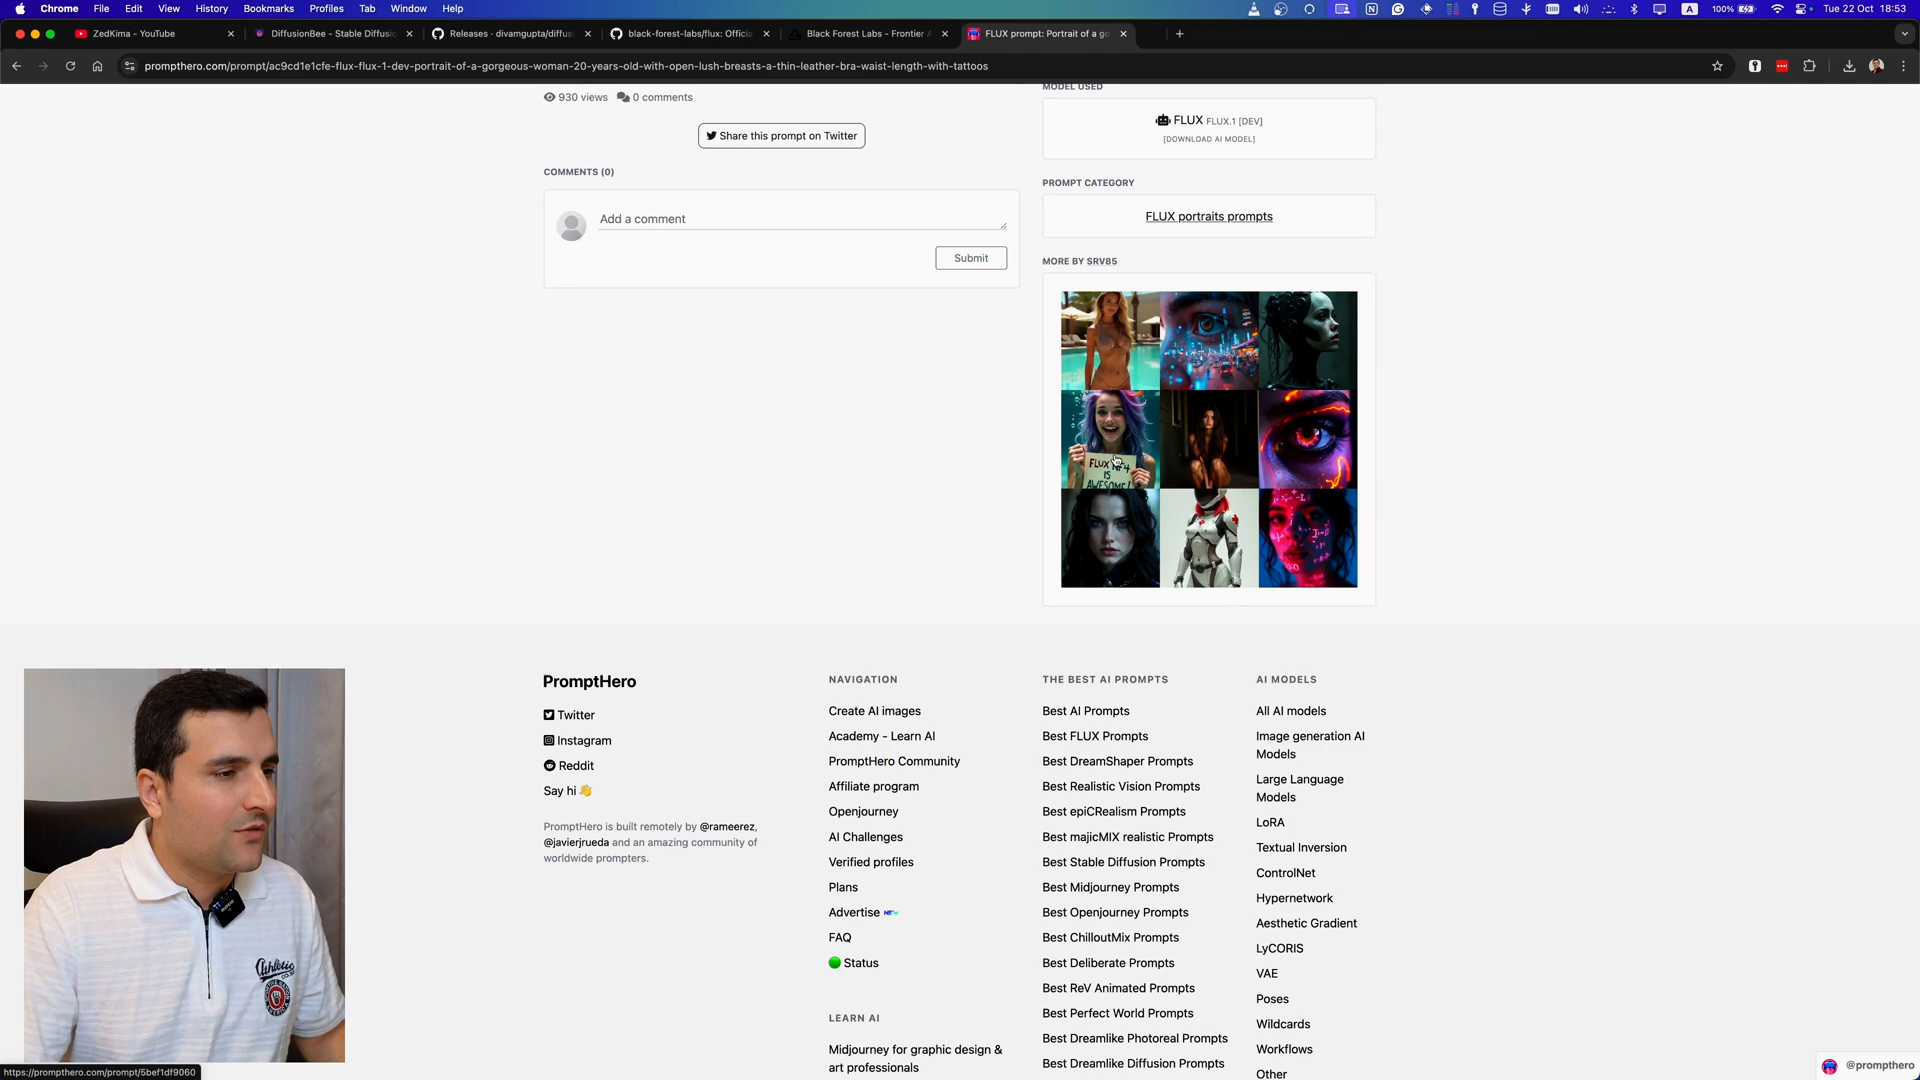 Chrome File Edit View History Bookmarks Profiles Tab Window Help
A 100% Tue 22 Oct 18:53
ZedKima - YouTube
DiffusionBee - Stable Diffusio
Releases · divamgupta/diffus
black-forest-labs/flux: Officia
Black Forest Labs - Frontier A
FLUX prompt: Portrait of a go
prompthero.com/prompt/ac9cd1e1cfe-flux-flux-1-dev-portrait-of-a-gorgeous-woman-20-years-old-with-open-lush-breasts-a-thin-leather-bra-waist-length-with-tattoos
930 views 0 comments
Share this prompt on Twitter
COMMENTS (0)
Add a comment
Submit
MODEL USED
FLUX FLUX.1 [DEV]
[DOWNLOAD AI MODEL]
PROMPT CATEGORY
FLUX portraits prompts
MORE BY SRV85
FLUX NF4
IS
AWESOME!
PromptHero
Twitter
Instagram
Reddit
Say hi 👋
PromptHero is built remotely by @rameerez,
@javierjrueda and an amazing community of
worldwide prompters.
NAVIGATION
Create AI images
Academy - Learn AI
PromptHero Community
Affiliate program
Openjourney
AI Challenges
Verified profiles
Plans
Advertise NEW
FAQ
Status
LEARN AI
Midjourney for graphic design &
art professionals
THE BEST AI PROMPTS
Best AI Prompts
Best FLUX Prompts
Best DreamShaper Prompts
Best Realistic Vision Prompts
Best epiCRealism Prompts
Best majicMIX realistic Prompts
Best Stable Diffusion Prompts
Best Midjourney Prompts
Best Openjourney Prompts
Best ChilloutMix Prompts
Best Deliberate Prompts
Best ReV Animated Prompts
Best Perfect World Prompts
Best Dreamlike Photoreal Prompts
Best Dreamlike Diffusion Prompts
AI MODELS
All AI models
Image generation AI
Models
Large Language
Models
LoRA
Textual Inversion
ControlNet
Hypernetwork
Aesthetic Gradient
LyCORIS
VAE
Poses
Wildcards
Workflows
Other
Athletic
https://prompthero.com/prompt/5bef1df9060
@prompthero